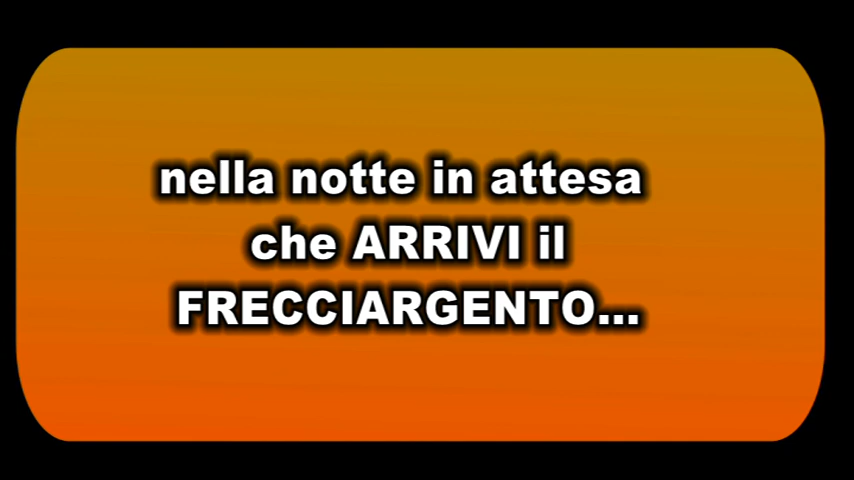 nella notte in attesa
che ARRIVI il
FRECCIARGENTO...